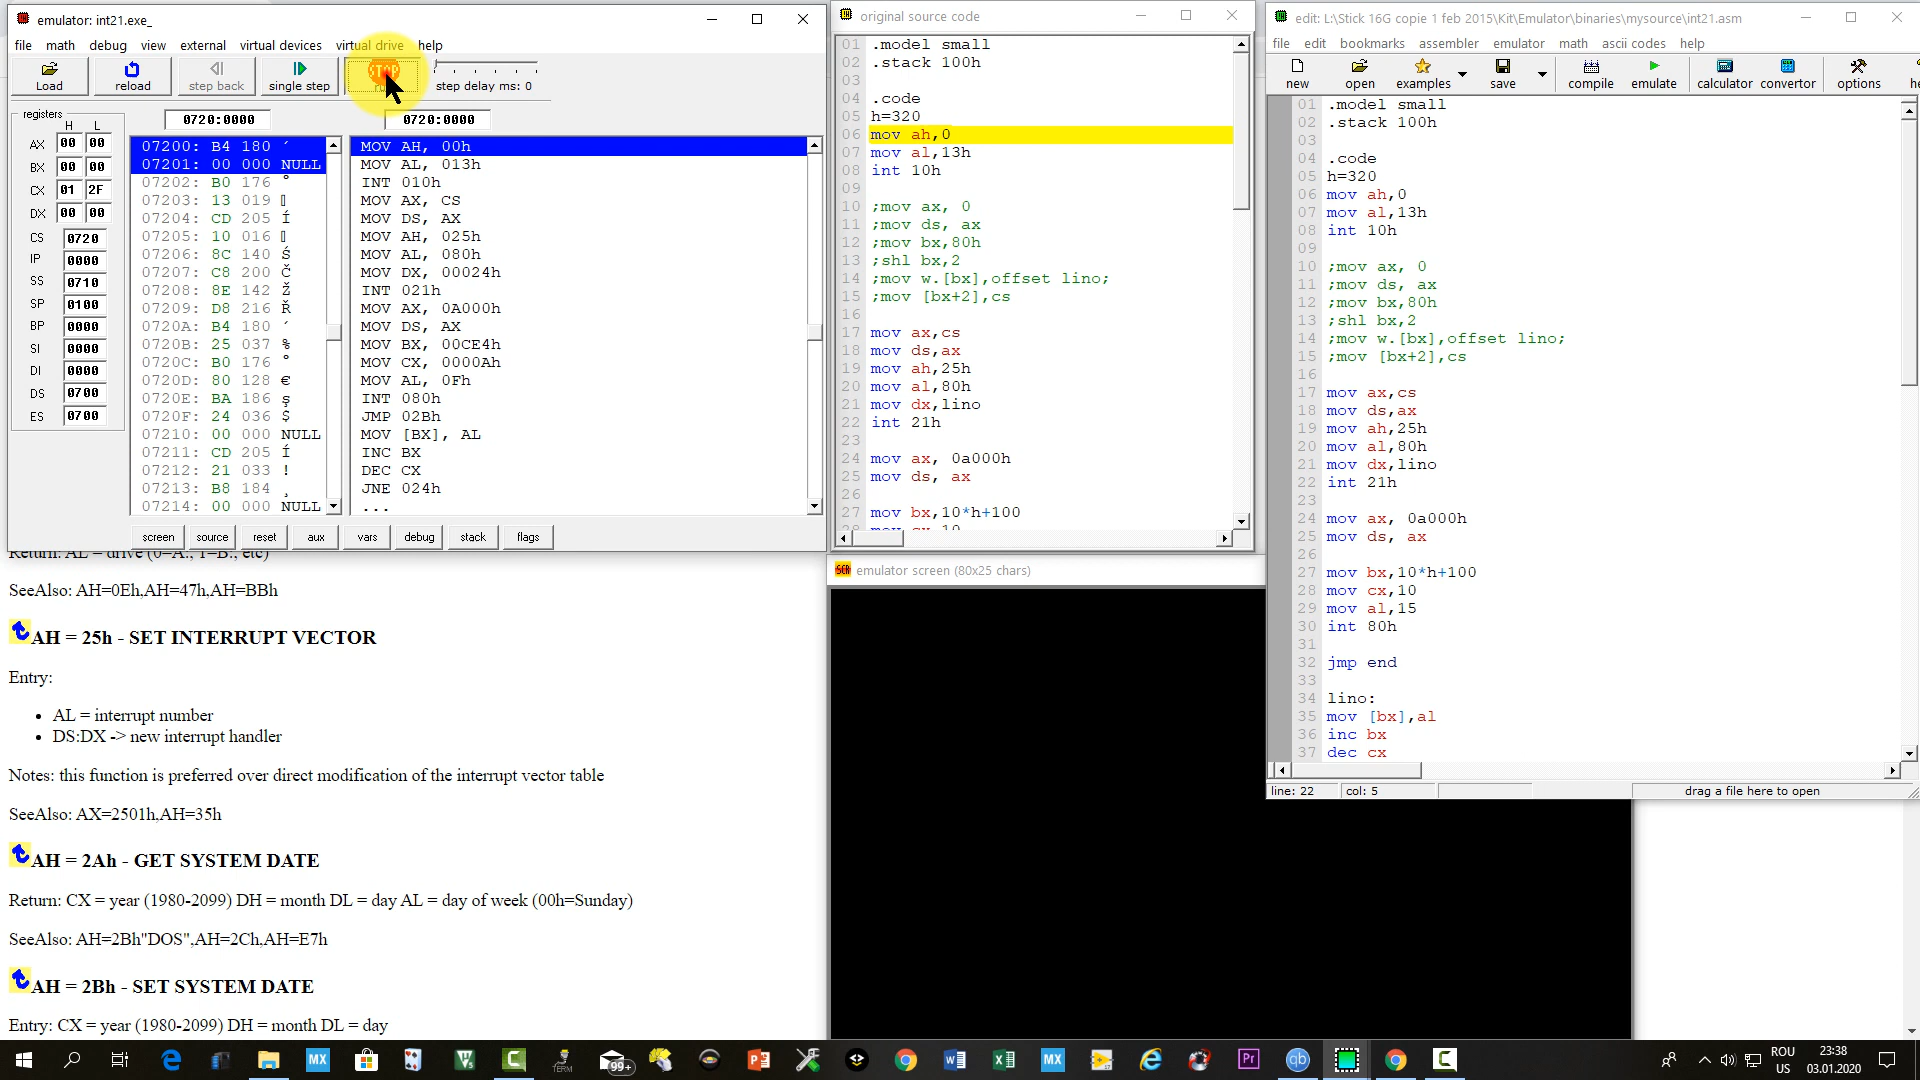 emulator: int21.exe_
file math debug view external virtual devices virtual drive help
Load reload step back single step STOP step delay ms: 0
registers
0720:0000 0720:0000
H L
AX 00 00
BX 00 00
CX 01 2F
DX 00 00
CS 0720
IP 0000
SS 0710
SP 0100
BP 0000
SI 0000
DI 0000
DS 0700
ES 0700
07200: B4 180 ´
07201: 00 000 NULL
07202: B0 176 °
07203: 13 019
07204: CD 205 Í
07205: 10 016
07206: 8C 140 Ś
07207: C8 200 Č
07208: 8E 142 Ž
07209: D8 216 Ř
0720A: B4 180 ´
0720B: 25 037 %
0720C: B0 176 °
0720D: 80 128 €
0720E: BA 186 ş
0720F: 24 036 $
07210: 00 000 NULL
07211: CD 205 Í
07212: 21 033 !
07213: B8 184 ¸
07214: 00 000 NULL
MOV AH, 00h
MOV AL, 013h
INT 010h
MOV AX, CS
MOV DS, AX
MOV AH, 025h
MOV AL, 080h
MOV DX, 00024h
INT 021h
MOV AX, 0A000h
MOV DS, AX
MOV BX, 00CE4h
MOV CX, 0000Ah
MOV AL, 0Fh
INT 080h
JMP 02Bh
MOV [BX], AL
INC BX
DEC CX
JNE 024h
...
screen source reset aux vars debug stack flags
original source code
01 .model small
02 .stack 100h
03
04 .code
05 h=320
06 mov ah,0
07 mov al,13h
08 int 10h
09
10 ;mov ax, 0
11 ;mov ds, ax
12 ;mov bx,80h
13 ;shl bx,2
14 ;mov w.[bx],offset lino;
15 ;mov [bx+2],cs
16
17 mov ax,cs
18 mov ds,ax
19 mov ah,25h
20 mov al,80h
21 mov dx,lino
22 int 21h
23
24 mov ax, 0a000h
25 mov ds, ax
26
27 mov bx,10*h+100
28 mov cx,10
emulator screen (80x25 chars)
edit: L:\Stick 16G copie 1 feb 2015\Kit\Emulator\binaries\mysource\int21.asm
file edit bookmarks assembler emulator math ascii codes help
new open examples save compile emulate calculator convertor options he
01 .model small
02 .stack 100h
03
04 .code
05 h=320
06 mov ah,0
07 mov al,13h
08 int 10h
09
10 ;mov ax, 0
11 ;mov ds, ax
12 ;mov bx,80h
13 ;shl bx,2
14 ;mov w.[bx],offset lino;
15 ;mov [bx+2],cs
16
17 mov ax,cs
18 mov ds,ax
19 mov ah,25h
20 mov al,80h
21 mov dx,lino
22 int 21h
23
24 mov ax, 0a000h
25 mov ds, ax
26
27 mov bx,10*h+100
28 mov cx,10
29 mov al,15
30 int 80h
31
32 jmp end
33
34 lino:
35 mov [bx],al
36 inc bx
37 dec cx
line: 22 col: 5 drag a file here to open
Return: AL = drive (0=A:, 1=B:, etc)
SeeAlso: AH=0Eh,AH=47h,AH=BBh
AH = 25h - SET INTERRUPT VECTOR
Entry:
• AL = interrupt number
• DS:DX -> new interrupt handler
Notes: this function is preferred over direct modification of the interrupt vector table
SeeAlso: AX=2501h,AH=35h
AH = 2Ah - GET SYSTEM DATE
Return: CX = year (1980-2099) DH = month DL = day AL = day of week (00h=Sunday)
SeeAlso: AH=2Bh"DOS",AH=2Ch,AH=E7h
AH = 2Bh - SET SYSTEM DATE
Entry: CX = year (1980-2099) DH = month DL = day
MX TERM 99+ MX Pr qb
ROU
US
23:38
03.01.2020